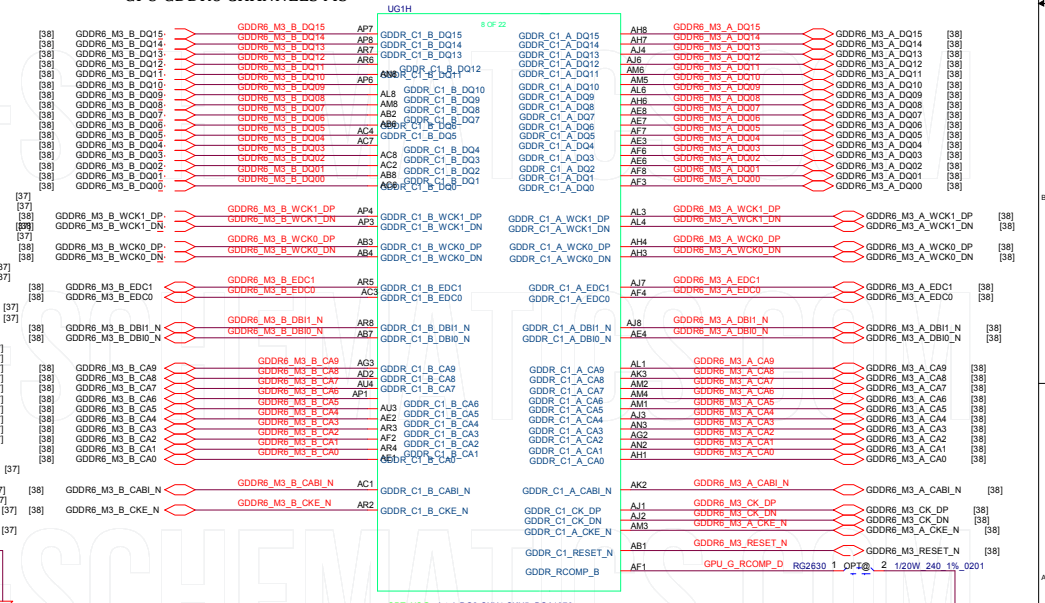 UG1H
8 OF 22
[38] GDDR6_M3_B_DQ15 GDDR6_M3_B_DQ15 AP7 GDDR_C1_B_DQ15 GDDR_C1_A_DQ15 AH8 GDDR6_M3_A_DQ15 GDDR6_M3_A_DQ15 [38]
[38] GDDR6_M3_B_DQ14 GDDR6_M3_B_DQ14 AP8 GDDR_C1_B_DQ14 GDDR_C1_A_DQ14 AH7 GDDR6_M3_A_DQ14 GDDR6_M3_A_DQ14 [38]
[38] GDDR6_M3_B_DQ13 GDDR6_M3_B_DQ13 AR7 GDDR_C1_B_DQ13 GDDR_C1_A_DQ13 AJ4 GDDR6_M3_A_DQ13 GDDR6_M3_A_DQ13 [38]
[38] GDDR6_M3_B_DQ12 GDDR6_M3_B_DQ12 AR6 GDDR_C1_B_DQ12 GDDR_C1_A_DQ12 AJ6 GDDR6_M3_A_DQ12 GDDR6_M3_A_DQ12 [38]
[38] GDDR6_M3_B_DQ11 GDDR6_M3_B_DQ11 GDDR_C1_B_DQ11 GDDR_C1_A_DQ11 AM6 GDDR6_M3_A_DQ11 GDDR6_M3_A_DQ11 [38]
[38] GDDR6_M3_B_DQ10 GDDR6_M3_B_DQ10 AP6 GDDR_C1_B_DQ10 GDDR_C1_A_DQ10 AM5 GDDR6_M3_A_DQ10 GDDR6_M3_A_DQ10 [38]
[38] GDDR6_M3_B_DQ09 GDDR6_M3_B_DQ09 AL8 GDDR_C1_B_DQ9 GDDR_C1_A_DQ9 AL6 GDDR6_M3_A_DQ09 GDDR6_M3_A_DQ09 [38]
[38] GDDR6_M3_B_DQ08 GDDR6_M3_B_DQ08 AM8 GDDR_C1_B_DQ8 GDDR_C1_A_DQ8 AH6 GDDR6_M3_A_DQ08 GDDR6_M3_A_DQ08 [38]
[38] GDDR6_M3_B_DQ07 GDDR6_M3_B_DQ07 AB2 GDDR_C1_B_DQ7 GDDR_C1_A_DQ7 AE8 GDDR6_M3_A_DQ07 GDDR6_M3_A_DQ07 [38]
[38] GDDR6_M3_B_DQ06 GDDR6_M3_B_DQ06 GDDR_C1_B_DQ6 GDDR_C1_A_DQ6 AE7 GDDR6_M3_A_DQ06 GDDR6_M3_A_DQ06 [38]
[38] GDDR6_M3_B_DQ05 GDDR6_M3_B_DQ05 AC4 GDDR_C1_B_DQ5 GDDR_C1_A_DQ5 AF7 GDDR6_M3_A_DQ05 GDDR6_M3_A_DQ05 [38]
[38] GDDR6_M3_B_DQ04 GDDR6_M3_B_DQ04 AC7 GDDR_C1_B_DQ4 GDDR_C1_A_DQ4 AE3 GDDR6_M3_A_DQ04 GDDR6_M3_A_DQ04 [38]
[38] GDDR6_M3_B_DQ03 GDDR6_M3_B_DQ03 AC8 GDDR_C1_B_DQ3 GDDR_C1_A_DQ3 AF6 GDDR6_M3_A_DQ03 GDDR6_M3_A_DQ03 [38]
[38] GDDR6_M3_B_DQ02 GDDR6_M3_B_DQ02 AC2 GDDR_C1_B_DQ2 GDDR_C1_A_DQ2 AE6 GDDR6_M3_A_DQ02 GDDR6_M3_A_DQ02 [38]
[38] GDDR6_M3_B_DQ01 GDDR6_M3_B_DQ01 AB8 GDDR_C1_B_DQ1 GDDR_C1_A_DQ1 AF8 GDDR6_M3_A_DQ01 GDDR6_M3_A_DQ01 [38]
[38] GDDR6_M3_B_DQ00 GDDR6_M3_B_DQ00 GDDR_C1_B_DQ0 GDDR_C1_A_DQ0 AF3 GDDR6_M3_A_DQ00 GDDR6_M3_A_DQ00 [38]
[37]
[37]
[38] GDDR6_M3_B_WCK1_DP GDDR6_M3_B_WCK1_DP AP4 GDDR_C1_B_WCK1_DP GDDR_C1_A_WCK1_DP AL3 GDDR6_M3_A_WCK1_DP GDDR6_M3_A_WCK1_DP [38]
GDDR6_M3_B_WCK1_DN GDDR6_M3_B_WCK1_DN AP3 GDDR_C1_B_WCK1_DN GDDR_C1_A_WCK1_DN AL4 GDDR6_M3_A_WCK1_DN GDDR6_M3_A_WCK1_DN [38]
[37]
[38] GDDR6_M3_B_WCK0_DP GDDR6_M3_B_WCK0_DP AB3 GDDR_C1_B_WCK0_DP GDDR_C1_A_WCK0_DP AH4 GDDR6_M3_A_WCK0_DP GDDR6_M3_A_WCK0_DP [38]
[38] GDDR6_M3_B_WCK0_DN GDDR6_M3_B_WCK0_DN AB4 GDDR_C1_B_WCK0_DN GDDR_C1_A_WCK0_DN AH3 GDDR6_M3_A_WCK0_DN GDDR6_M3_A_WCK0_DN [38]
[38] GDDR6_M3_B_EDC1 GDDR6_M3_B_EDC1 AR5 GDDR_C1_B_EDC1 GDDR_C1_A_EDC1 AJ7 GDDR6_M3_A_EDC1 GDDR6_M3_A_EDC1 [38]
[38] GDDR6_M3_B_EDC0 GDDR6_M3_B_EDC0 AC3 GDDR_C1_B_EDC0 GDDR_C1_A_EDC0 AF4 GDDR6_M3_A_EDC0 GDDR6_M3_A_EDC0 [38]
[37]
[37]
[38] GDDR6_M3_B_DBI1_N GDDR6_M3_B_DBI1_N AR8 GDDR_C1_B_DBI1_N GDDR_C1_A_DBI1_N AJ8 GDDR6_M3_A_DBI1_N GDDR6_M3_A_DBI1_N [38]
[38] GDDR6_M3_B_DBI0_N GDDR6_M3_B_DBI0_N AB7 GDDR_C1_B_DBI0_N GDDR_C1_A_DBI0_N AE4 GDDR6_M3_A_DBI0_N GDDR6_M3_A_DBI0_N [38]
[38] GDDR6_M3_B_CA9 GDDR6_M3_B_CA9 AG3 GDDR_C1_B_CA9 GDDR_C1_A_CA9 AL1 GDDR6_M3_A_CA9 GDDR6_M3_A_CA9 [38]
[38] GDDR6_M3_B_CA8 GDDR6_M3_B_CA8 AD2 GDDR_C1_B_CA8 GDDR_C1_A_CA8 AK3 GDDR6_M3_A_CA8 GDDR6_M3_A_CA8 [38]
[38] GDDR6_M3_B_CA7 GDDR6_M3_B_CA7 AU4 GDDR_C1_B_CA7 GDDR_C1_A_CA7 AM2 GDDR6_M3_A_CA7 GDDR6_M3_A_CA7 [38]
[38] GDDR6_M3_B_CA6 GDDR6_M3_B_CA6 AP1 GDDR_C1_B_CA6 GDDR_C1_A_CA6 AM4 GDDR6_M3_A_CA6 GDDR6_M3_A_CA6 [38]
[38] GDDR6_M3_B_CA5 GDDR6_M3_B_CA5 AU3 GDDR_C1_B_CA5 GDDR_C1_A_CA5 AM1 GDDR6_M3_A_CA5 GDDR6_M3_A_CA5 [38]
[38] GDDR6_M3_B_CA4 GDDR6_M3_B_CA4 AE2 GDDR_C1_B_CA4 GDDR_C1_A_CA4 AJ3 GDDR6_M3_A_CA4 GDDR6_M3_A_CA4 [38]
[38] GDDR6_M3_B_CA3 GDDR6_M3_B_CA3 AR3 GDDR_C1_B_CA3 GDDR_C1_A_CA3 AN3 GDDR6_M3_A_CA3 GDDR6_M3_A_CA3 [38]
[38] GDDR6_M3_B_CA2 GDDR6_M3_B_CA2 AF2 GDDR_C1_B_CA2 GDDR_C1_A_CA2 AG2 GDDR6_M3_A_CA2 GDDR6_M3_A_CA2 [38]
[38] GDDR6_M3_B_CA1 GDDR6_M3_B_CA1 AR4 GDDR_C1_B_CA1 GDDR_C1_A_CA1 AN2 GDDR6_M3_A_CA1 GDDR6_M3_A_CA1 [38]
[38] GDDR6_M3_B_CA0 GDDR6_M3_B_CA0 GDDR_C1_B_CA0 GDDR_C1_A_CA0 AH1 GDDR6_M3_A_CA0 GDDR6_M3_A_CA0 [38]
[37]
[38] GDDR6_M3_B_CABI_N GDDR6_M3_B_CABI_N AC1 GDDR_C1_B_CABI_N GDDR_C1_A_CABI_N AK2 GDDR6_M3_A_CABI_N GDDR6_M3_A_CABI_N [38]
[37] [38] GDDR6_M3_B_CKE_N GDDR6_M3_B_CKE_N AR2 GDDR_C1_B_CKE_N GDDR_C1_CK_DP AJ1 GDDR6_M3_CK_DP GDDR6_M3_CK_DP [38]
GDDR_C1_CK_DN AJ2 GDDR6_M3_CK_DN GDDR6_M3_CK_DN [38]
[37] GDDR_C1_A_CKE_N AM3 GDDR6_M3_A_CKE_N GDDR6_M3_A_CKE_N [38]
GDDR_C1_RESET_N AB1 GDDR6_M3_RESET_N GDDR6_M3_RESET_N [38]
GDDR_RCOMP_B AF1 GPU_G_RCOMP_D RG2630 1 OPT@ 2 1/20W_240_1%_0201